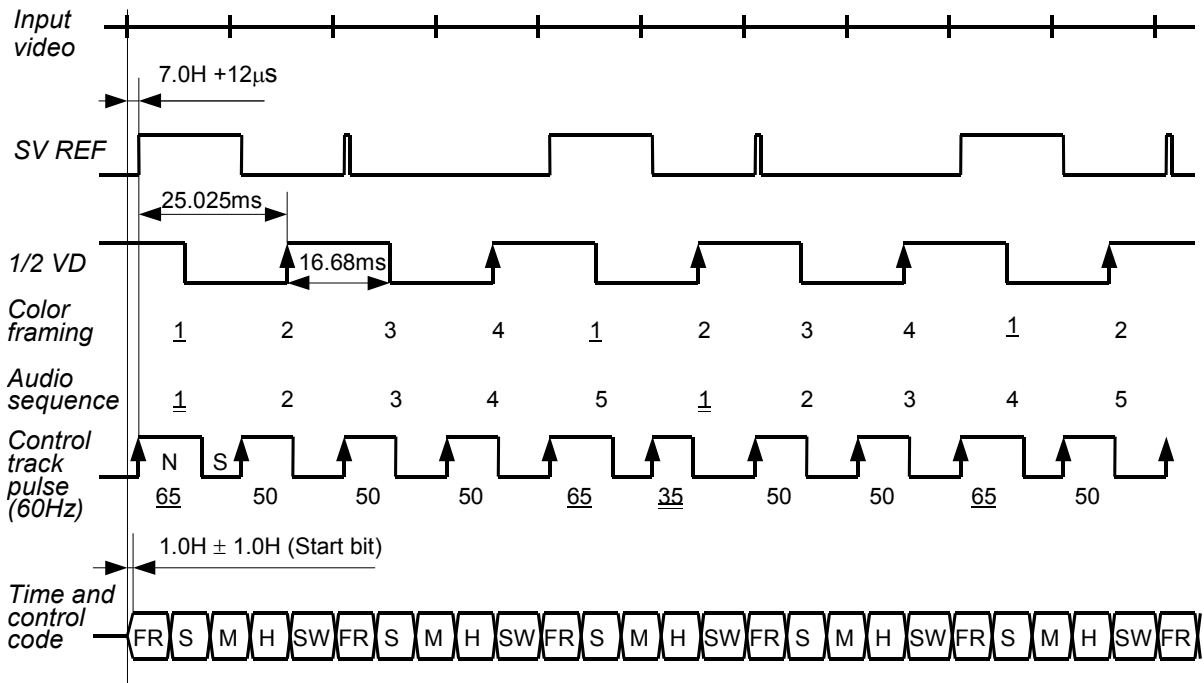 Input
video
7.0H +12μs
SV REF
25.025ms
1/2 VD
16.68ms
Color
framing
1 2 3 4 1 2 3 4 1 2
Audio
sequence
1 2 3 4 5 1 2 3 4 5
Control
track
pulse
(60Hz)
N S
65 50 50 50 65 35 50 50 65 50
1.0H ± 1.0H (Start bit)
Time and
control
code
FR S M H SW FR S M H SW FR S M H SW FR S M H SW FR S M H SW FR